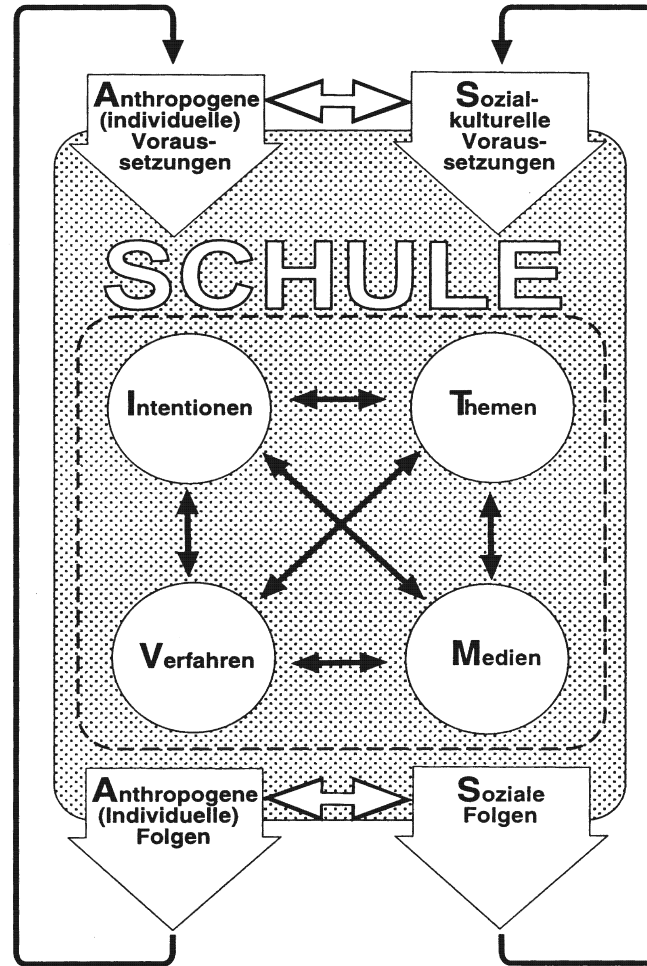 Anthropogene
(individuelle)
Voraus-
setzungen
Sozial-
kulturelle
Voraus-
setzungen
SCHULE
Intentionen
Themen
Verfahren
Medien
Anthropogene
(Individuelle)
Folgen
Soziale
Folgen